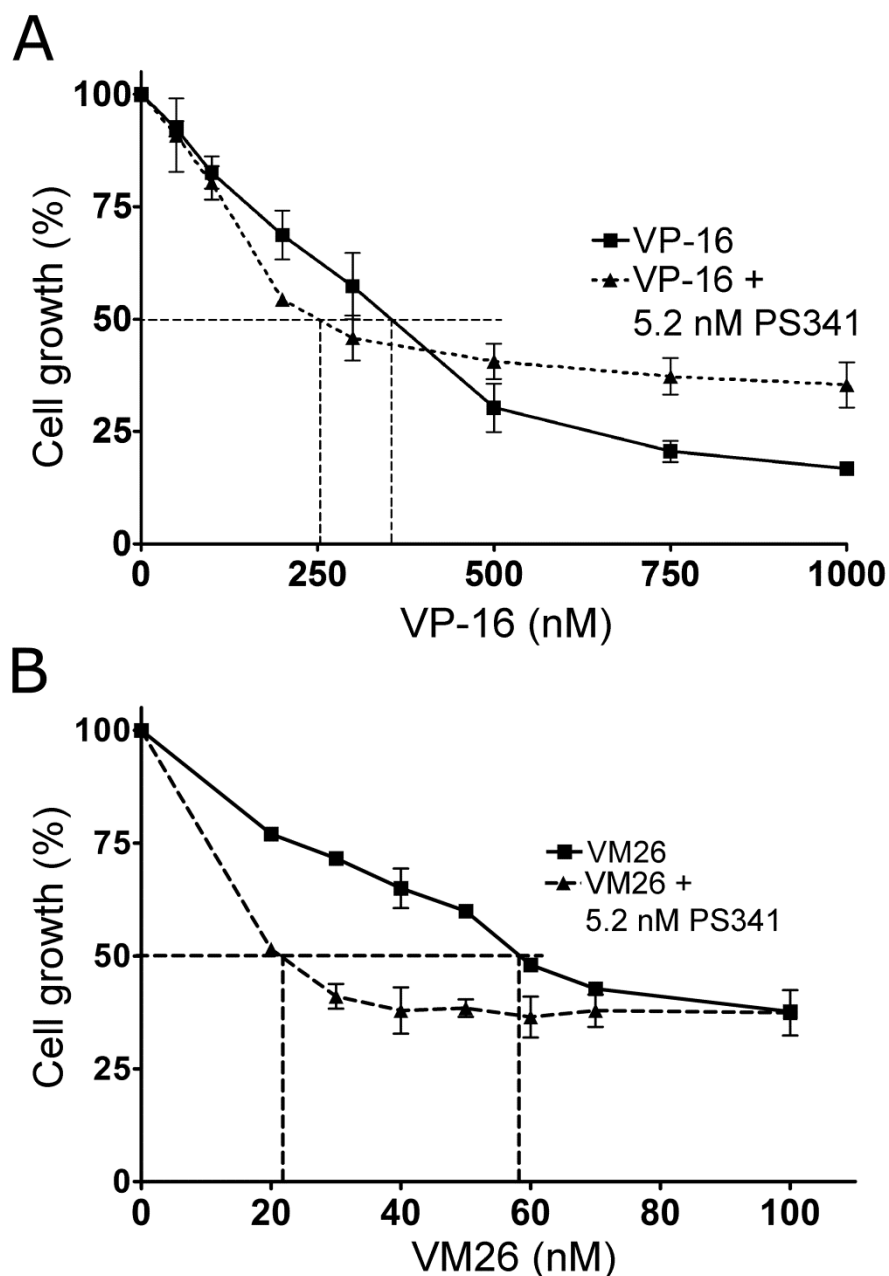 A
100
75
50
25
0
Cell growth (%)
VP-16
VP-16 +
5.2 nM PS341
0 250 500 750 1000
VP-16 (nM)
B
100
75
50
25
0
Cell growth (%)
VM26
VM26 +
5.2 nM PS341
0 20 40 60 80 100
VM26 (nM)